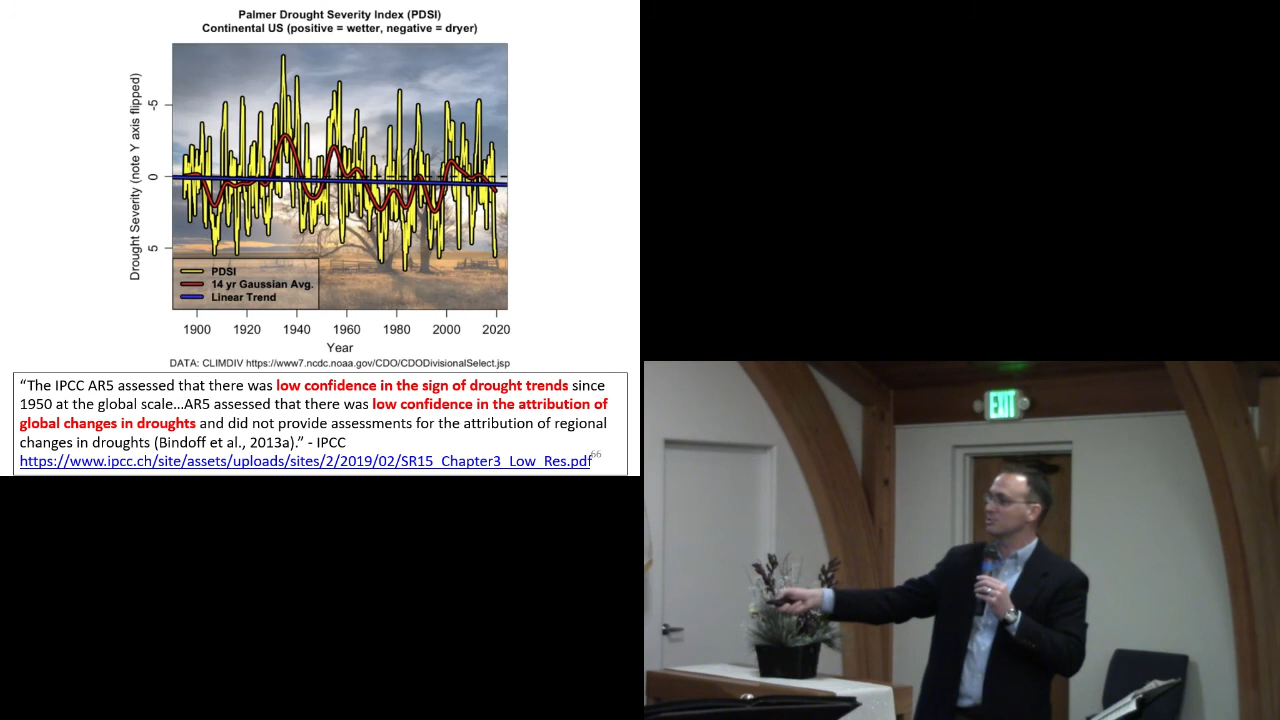 Palmer Drought Severity Index (PDSI)
Continental US (positive = wetter, negative = dryer)
Drought Severity (note Y axis flipped)
-5
0
5
PDSI
14 yr Gaussian Avg.
Linear Trend
1900 1920 1940 1960 1980 2000 2020
Year
DATA: CLIMDIV https://www7.ncdc.noaa.gov/CDO/CDODivisionalSelect.jsp
“The IPCC AR5 assessed that there was low confidence in the sign of drought trends since
1950 at the global scale...AR5 assessed that there was low confidence in the attribution of
global changes in droughts and did not provide assessments for the attribution of regional
changes in droughts (Bindoff et al., 2013a).” - IPCC
https://www.ipcc.ch/site/assets/uploads/sites/2/2019/02/SR15_Chapter3_Low_Res.pdf
66
EXIT